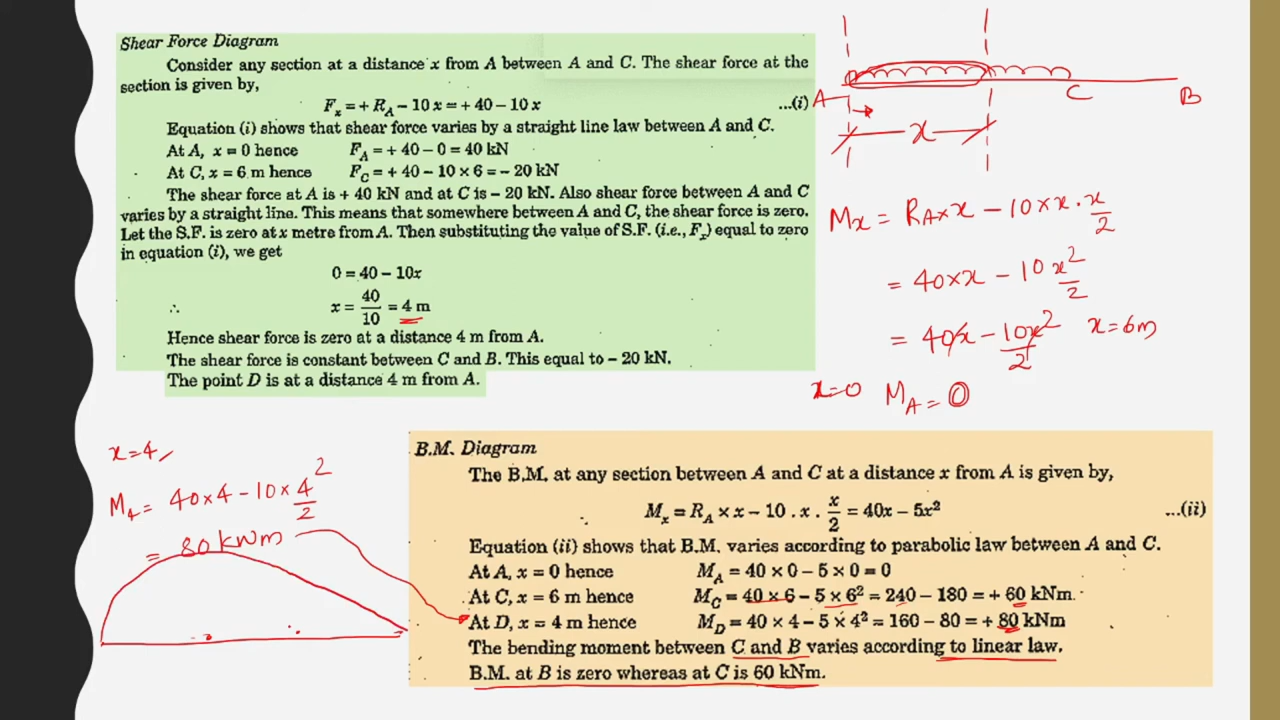 Shear Force Diagram
Consider any section at a distance x from A between A and C. The shear force at the
section is given by,
Fx = + RA – 10 x = + 40 – 10 x ...(i)
Equation (i) shows that shear force varies by a straight line law between A and C.
At A, x = 0 hence FA = + 40 – 0 = 40 kN
At C, x = 6 m hence FC = + 40 – 10 × 6 = – 20 kN
The shear force at A is + 40 kN and at C is – 20 kN. Also shear force between A and C
varies by a straight line. This means that somewhere between A and C, the shear force is zero.
Let the S.F. is zero at x metre from A. Then substituting the value of S.F. (i.e., Fx) equal to zero
in equation (i), we get
0 = 40 – 10x
∴ x = 40/10 = 4 m
Hence shear force is zero at a distance 4 m from A.
The shear force is constant between C and B. This equal to – 20 kN.
The point D is at a distance 4 m from A.
A C B
x
Mx = RA × x – 10 × x . x/2
= 40 × x – 10 x²/2
= 40x – 10x²/2 x = 6m
x=0 MA = 0
x = 4
M4 = 40 × 4 – 10 × 4²/2
= 80 kNm
B.M. Diagram
The B.M. at any section between A and C at a distance x from A is given by,
Mx = RA × x – 10 . x . x/2 = 40x – 5x² ...(ii)
Equation (ii) shows that B.M. varies according to parabolic law between A and C.
At A, x = 0 hence MA = 40 × 0 – 5 × 0 = 0
At C, x = 6 m hence MC = 40 × 6 – 5 × 6² = 240 – 180 = + 60 kNm.
At D, x = 4 m hence MD = 40 × 4 – 5 × 4² = 160 – 80 = + 80 kNm
The bending moment between C and B varies according to linear law.
B.M. at B is zero whereas at C is 60 kNm.